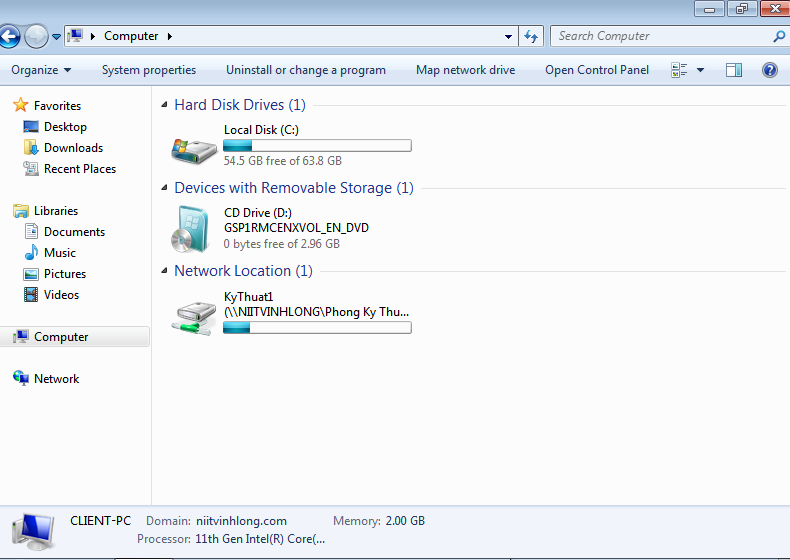 Computer
Search Computer
Organize System properties Uninstall or change a program Map network drive Open Control Panel
Favorites
Desktop
Downloads
Recent Places
Libraries
Documents
Music
Pictures
Videos
Computer
Network
Hard Disk Drives (1)
Local Disk (C:)
54.5 GB free of 63.8 GB
Devices with Removable Storage (1)
CD Drive (D:)
GSP1RMCENXVOL_EN_DVD
0 bytes free of 2.96 GB
Network Location (1)
KyThuat1
(\\NIITVINHLONG\Phong Ky Thu...
CLIENT-PC Domain: niitvinhlong.com Memory: 2.00 GB
Processor: 11th Gen Intel(R) Core(...